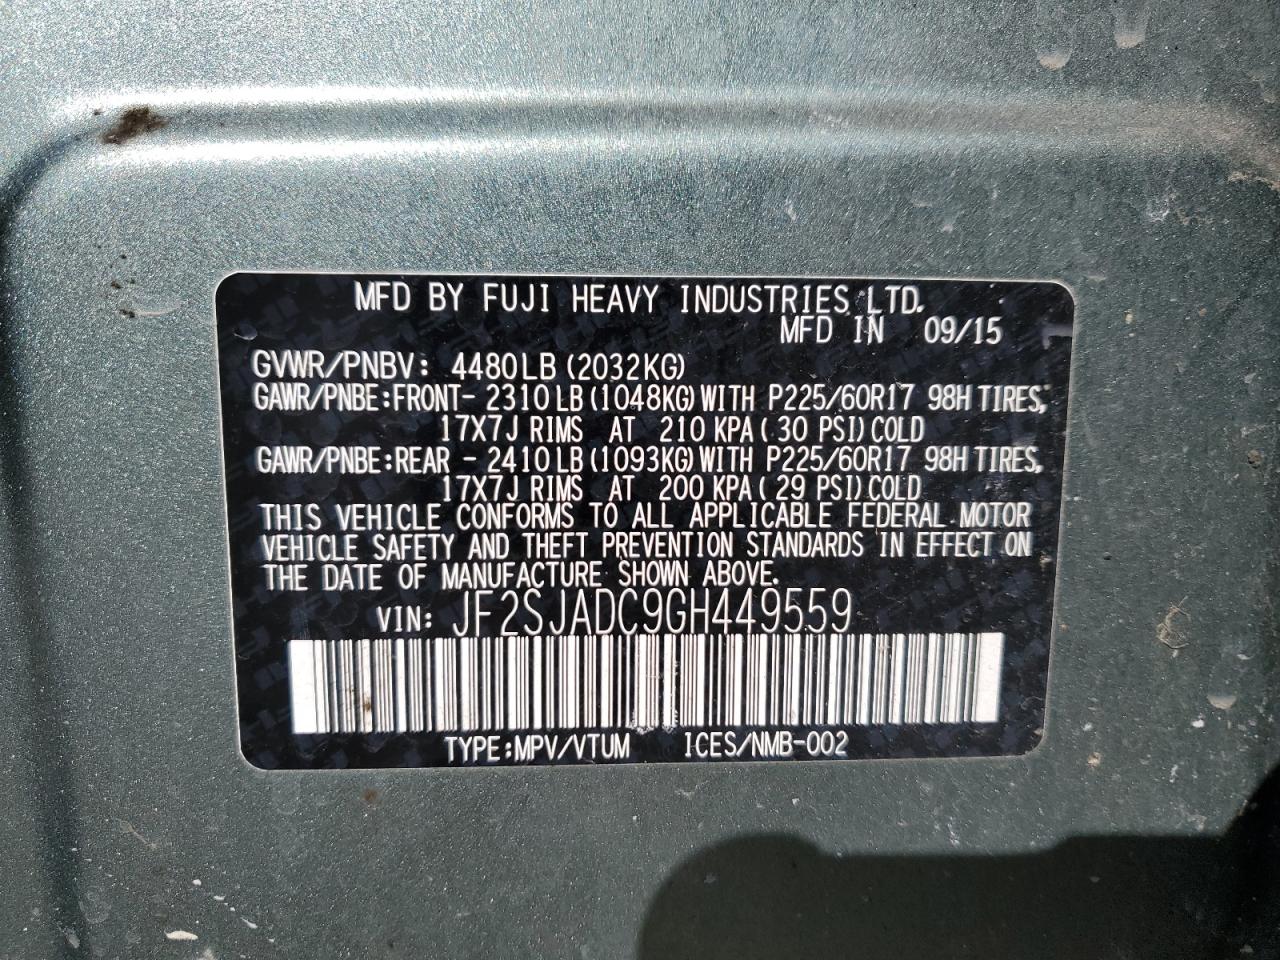 MFD BY FUJI HEAVY INDUSTRIES LTD.
MFD IN 09/15
GVWR/PNBV: 4480LB (2032KG)
GAWR/PNBE:FRONT- 2310 LB (1048KG) WITH P225/60R17 98H TIRES,
17X7J RIMS AT 210 KPA ( 30 PSI) COLD
GAWR/PNBE:REAR - 2410 LB (1093KG) WITH P225/60R17 98H TIRES,
17X7J RIMS AT 200 KPA ( 29 PSI) COLD
THIS VEHICLE CONFORMS TO ALL APPLICABLE FEDERAL MOTOR
VEHICLE SAFETY AND THEFT PREVENTION STANDARDS IN EFFECT ON
THE DATE OF MANUFACTURE SHOWN ABOVE.
VIN: JF2SJADC9GH449559
TYPE:MPV/VTUM ICES/NMB-002